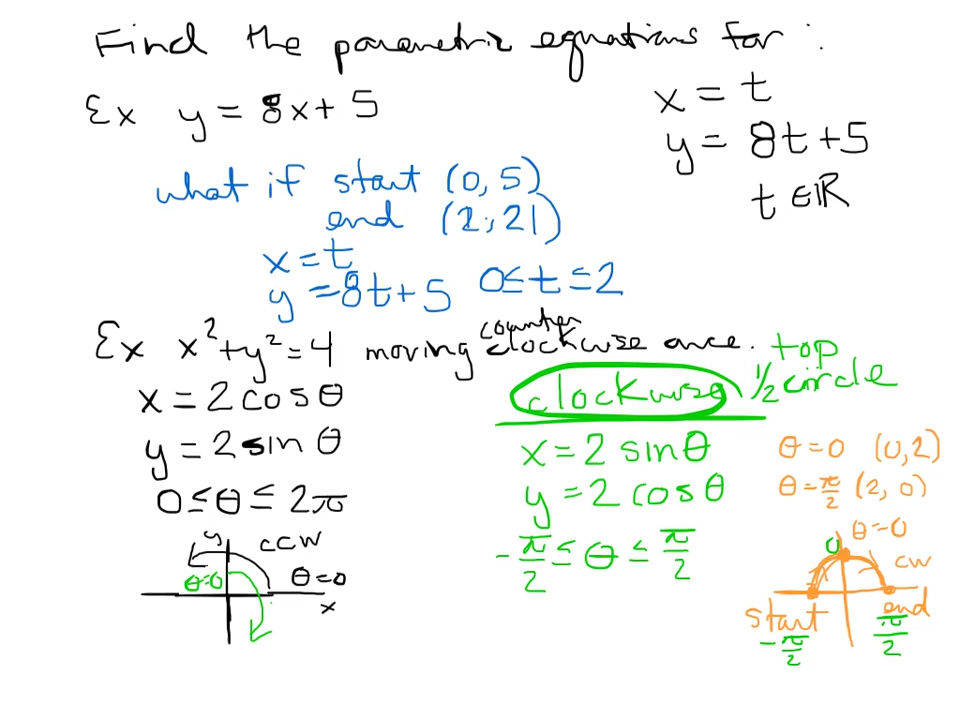 Find the parametric equations for :
Ex y = 8x + 5
x = t
y = 8t + 5
t ∈ ℝ
what if start (0, 5)
end (2, 21)
x = t
y = 8t + 5 0 ≤ t ≤ 2
Ex x² + y² = 4 moving counter clockwise once.
x = 2 cos θ
y = 2 sin θ
0 ≤ θ ≤ 2π
y
CCW
θ=0
θ=0
x
clockwise top 1/2 circle
x = 2 sin θ
y = 2 cos θ
-π/2 ≤ θ ≤ π/2
θ = 0 (0, 2)
θ = π/2 (2, 0)
θ=0
0
CW
start
end
-π/2
π/2